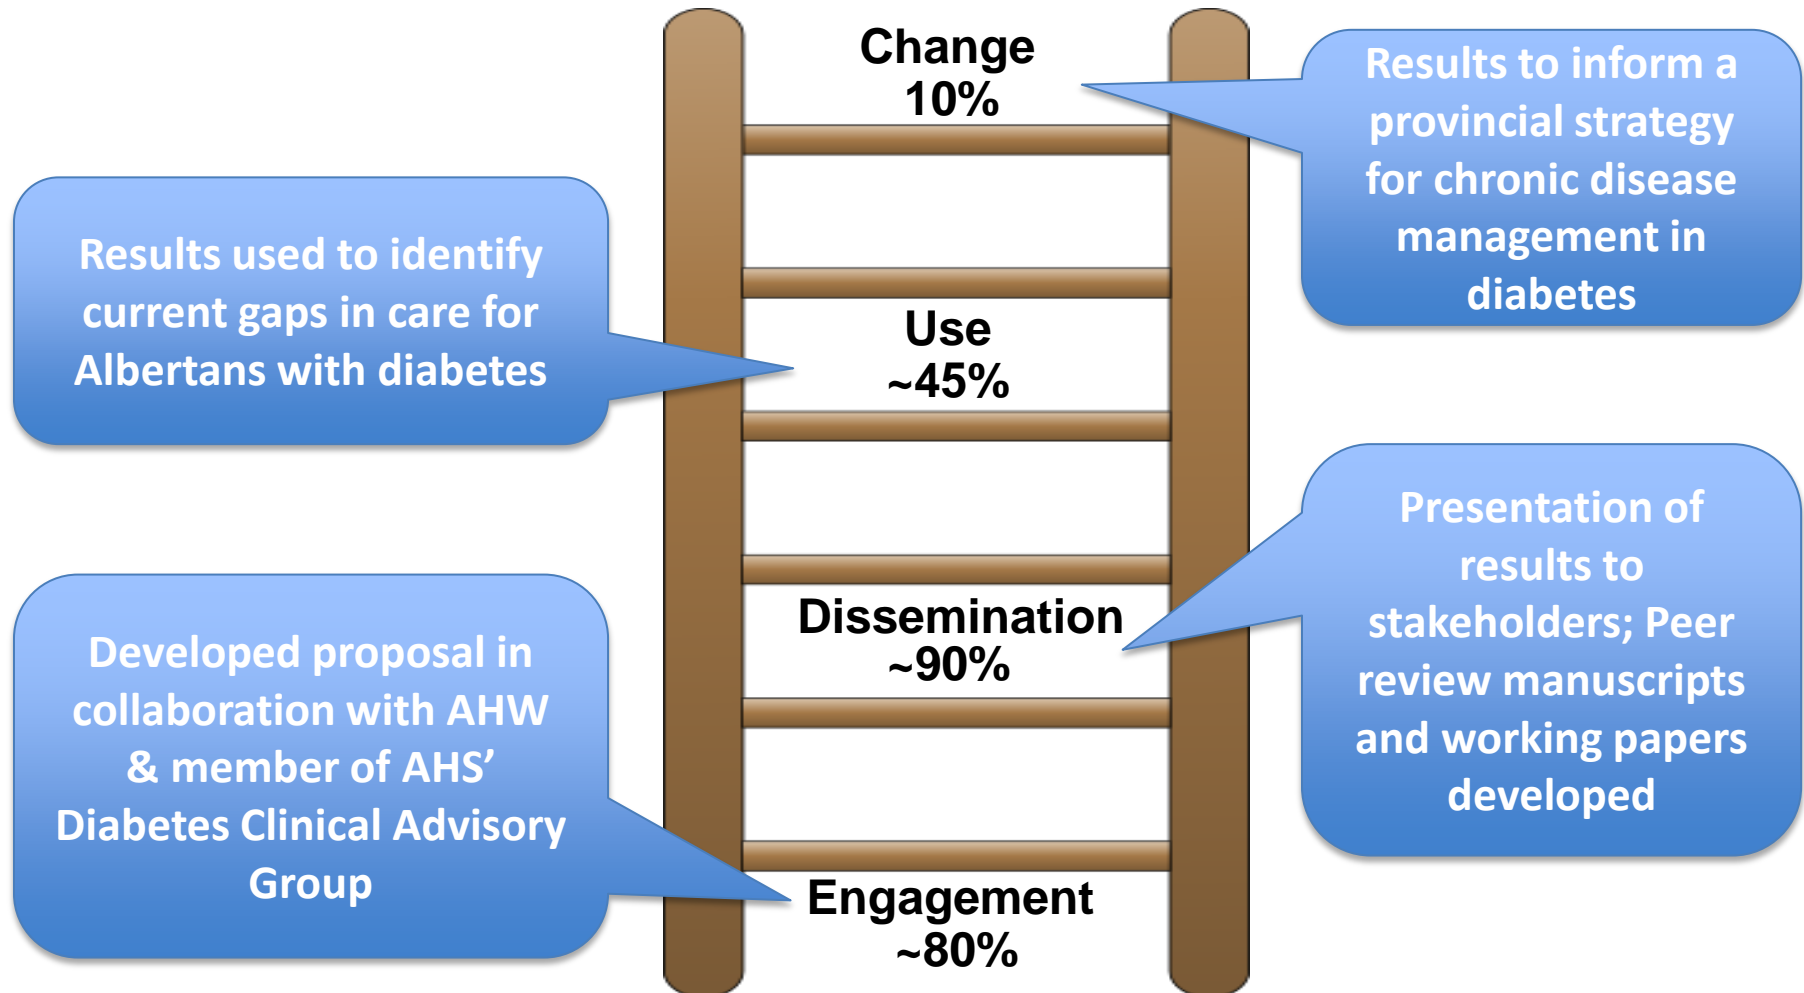 Change
10%
Results to inform a
provincial strategy
for chronic disease
management in
diabetes
Results used to identify
current gaps in care for
Albertans with diabetes
Use
~45%
Dissemination
~90%
Presentation of
results to
stakeholders; Peer
review manuscripts
and working papers
developed
Developed proposal in
collaboration with AHW
& member of AHS’
Diabetes Clinical Advisory
Group
Engagement
~80%